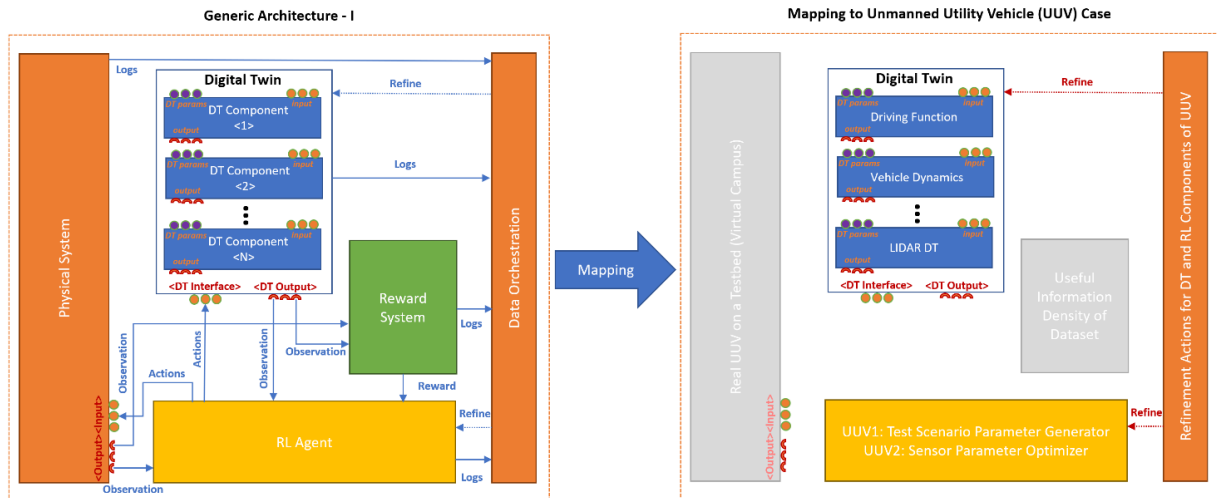 Generic Architecture - I
Physical System
Logs
Digital Twin
Refine
DT params
input
DT Component
<1>
output
DT params
input
DT Component
<2>
output
Logs
DT params
input
DT Component
<N>
output
<DT Interface>
<DT Output>
Reward
System
Logs
Data Orchestration
Observation
Actions
Observation
Observation
Actions
Reward
<Output><Input>
RL Agent
Refine
Logs
Observation
Mapping
Mapping to Unmanned Utility Vehicle (UUV) Case
Real UUV on a Testbed (Virtual Campus)
Digital Twin
Refine
DT params
input
Driving Function
output
DT params
input
Vehicle Dynamics
output
DT params
input
LIDAR DT
output
<DT Interface>
<DT Output>
Useful
Information
Density of
Dataset
<Output><Input>
UUV1: Test Scenario Parameter Generator
UUV2: Sensor Parameter Optimizer
Refine
Refinement Actions for DT and RL Components of UUV